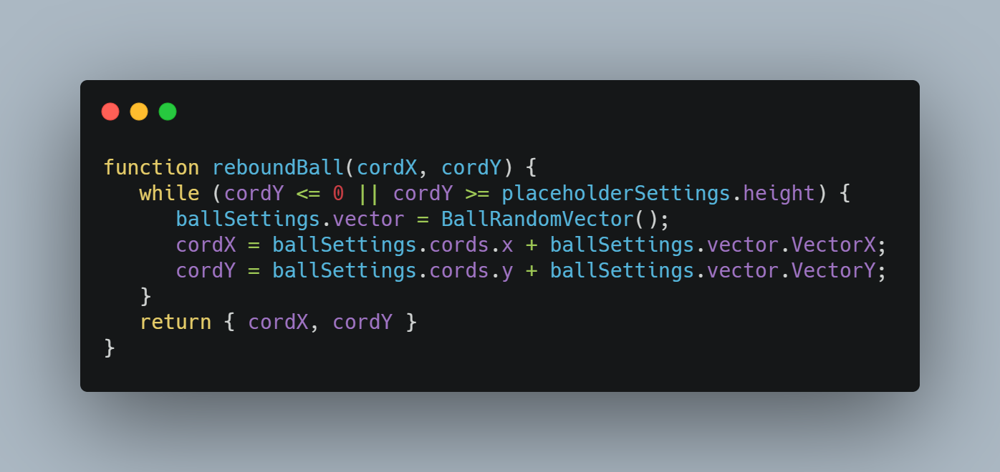 function reboundBall(cordX, cordY) {
   while (cordY <= 0 || cordY >= placeholderSettings.height) {
      ballSettings.vector = BallRandomVector();
      cordX = ballSettings.cords.x + ballSettings.vector.VectorX;
      cordY = ballSettings.cords.y + ballSettings.vector.VectorY;
   }
   return { cordX, cordY }
}